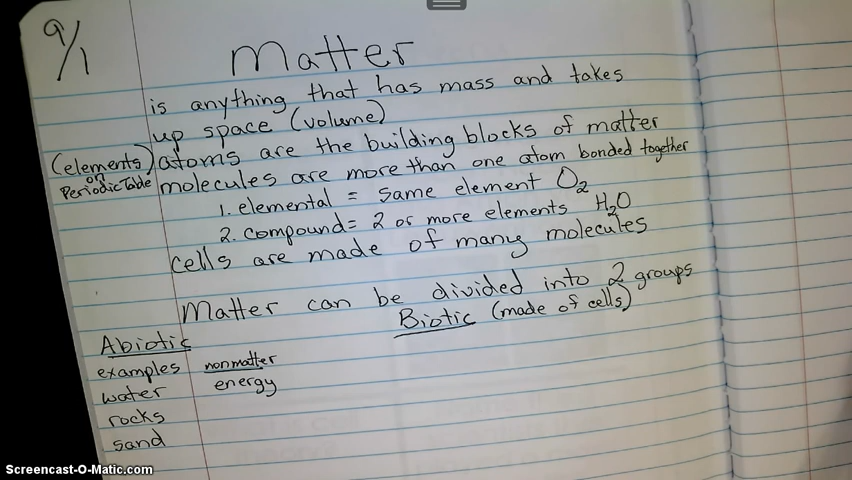 9/1
Matter
is anything that has mass and takes
up space (volume)
(elements on Periodic Table) atoms are the building blocks of matter
molecules are more than one atom bonded together
1. elemental = same element O2
2. compound = 2 or more elements H2O
cells are made of many molecules
Matter can be divided into 2 groups
Abiotic
Biotic (made of cells)
examples nonmatter
water energy
rocks
sand
Screencast-O-Matic.com